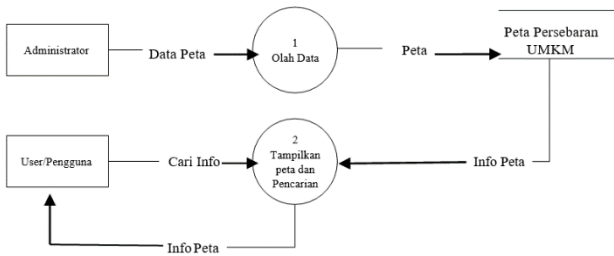 Administrator
Data Peta
1
Olah Data
Peta
Peta Persebaran
UMKM
User/Pengguna
Cari Info
2
Tampilkan
peta dan
Pencarian
Info Peta
Info Peta